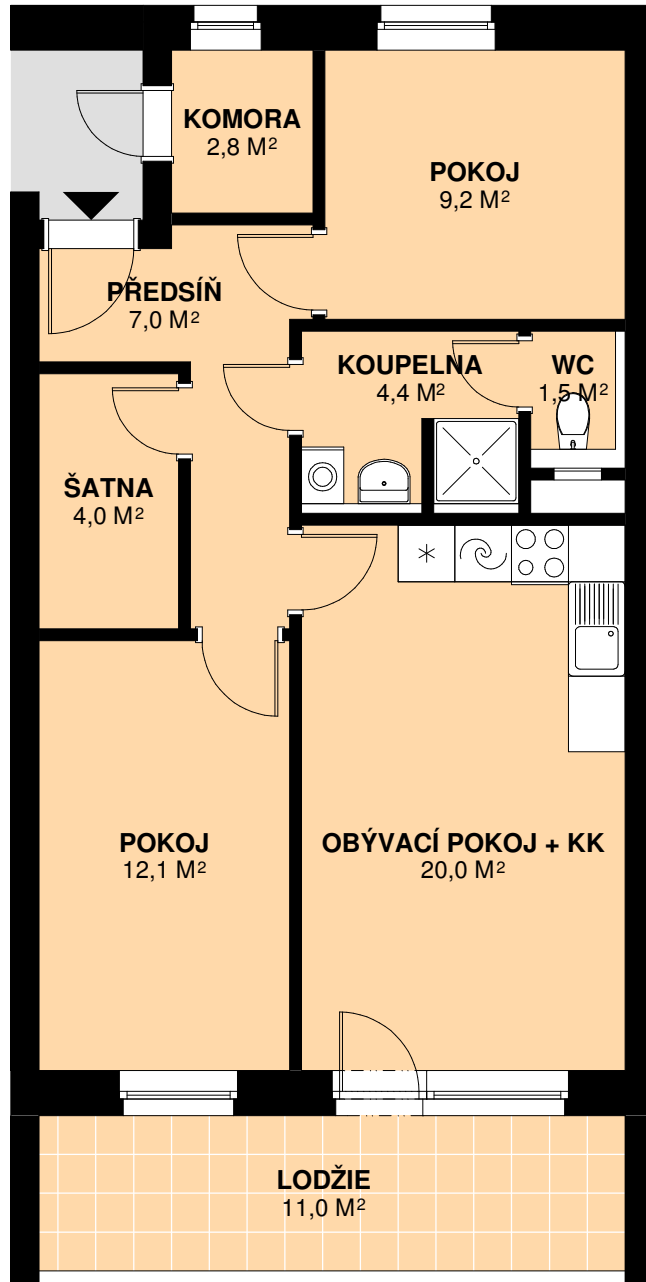 KOMORA
2,8 M²
POKOJ
9,2 M²
PŘEDSÍŇ
7,0 M²
KOUPELNA
4,4 M²
WC
1,5 M²
ŠATNA
4,0 M²
POKOJ
12,1 M²
OBÝVACÍ POKOJ + KK
20,0 M²
LODŽIE
11,0 M²